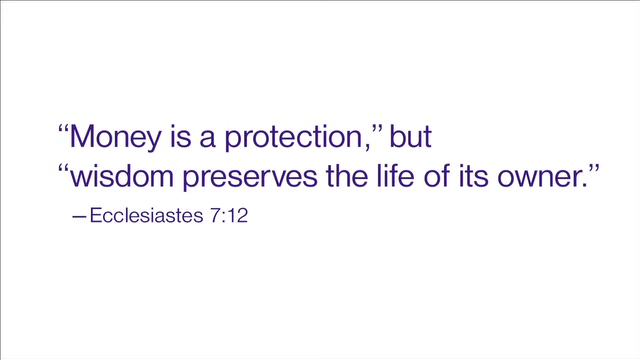 “Money is a protection,” but
“wisdom preserves the life of its owner.”
—Ecclesiastes 7:12